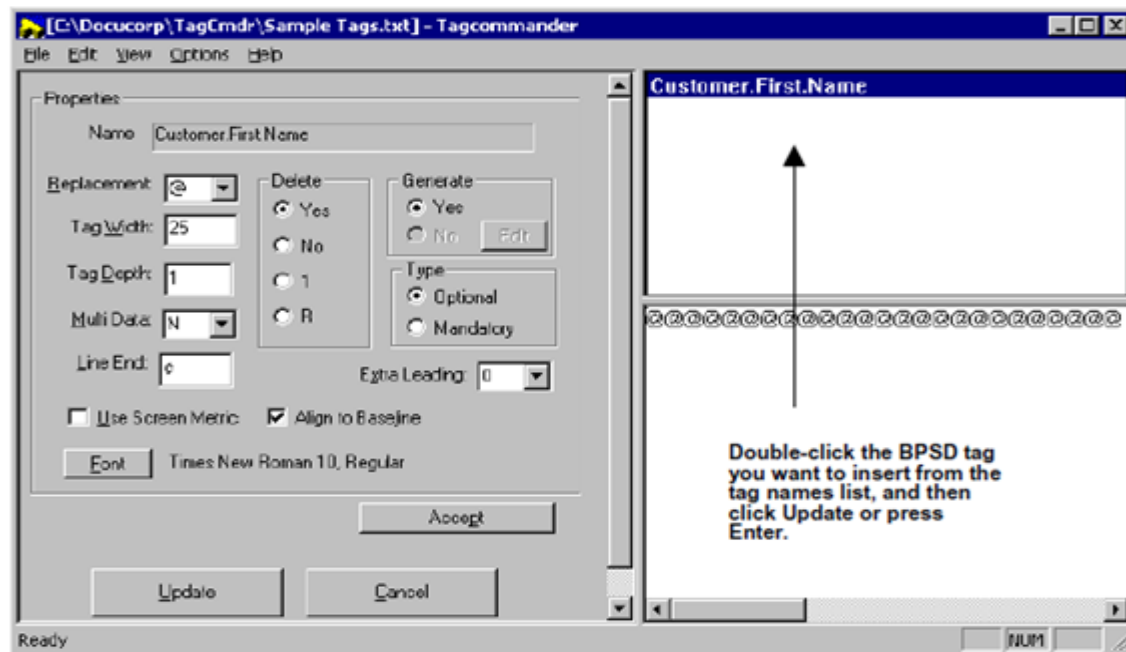 [C:\Docucorp\TagCmdr\Sample Tags.txt] - Tagcommander
File Edit View Options Help
Properties
Name Customer.First.Name
Replacement: @
Tag Width: 25
Tag Depth: 1
Multi Data: N
Line End: ¢
Delete
Yes
No
1
R
Generate
Yes
No Edit
Type
Optional
Mandatory
Extra Leading: 0
Use Screen Metric Align to Baseline
Font Times New Roman 10, Regular
Accept
Update Cancel
Customer.First.Name
@@@@@@@@@@@@@@@@@@@@@@@@@
Double-click the BPSD tag
you want to insert from the
tag names list, and then
click Update or press
Enter.
Ready NUM